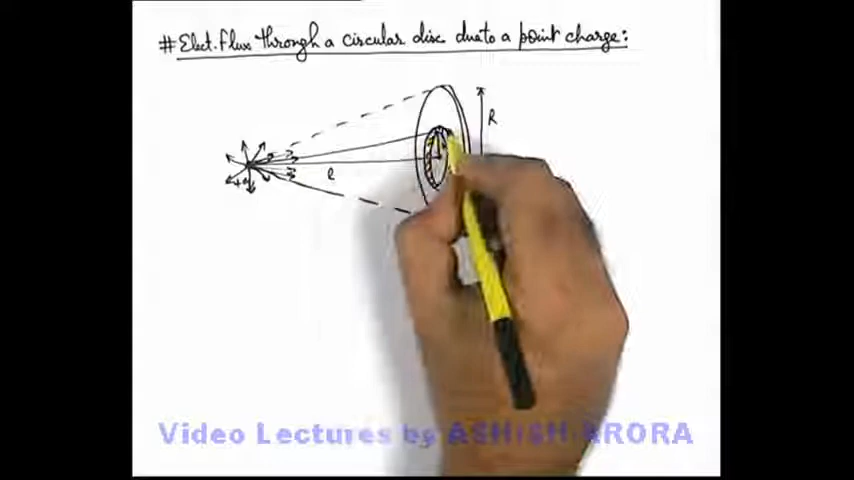 # Elect. flux through a circular disc due to a point charge:
R
l
+q
Video Lectures by ASHISH ARORA